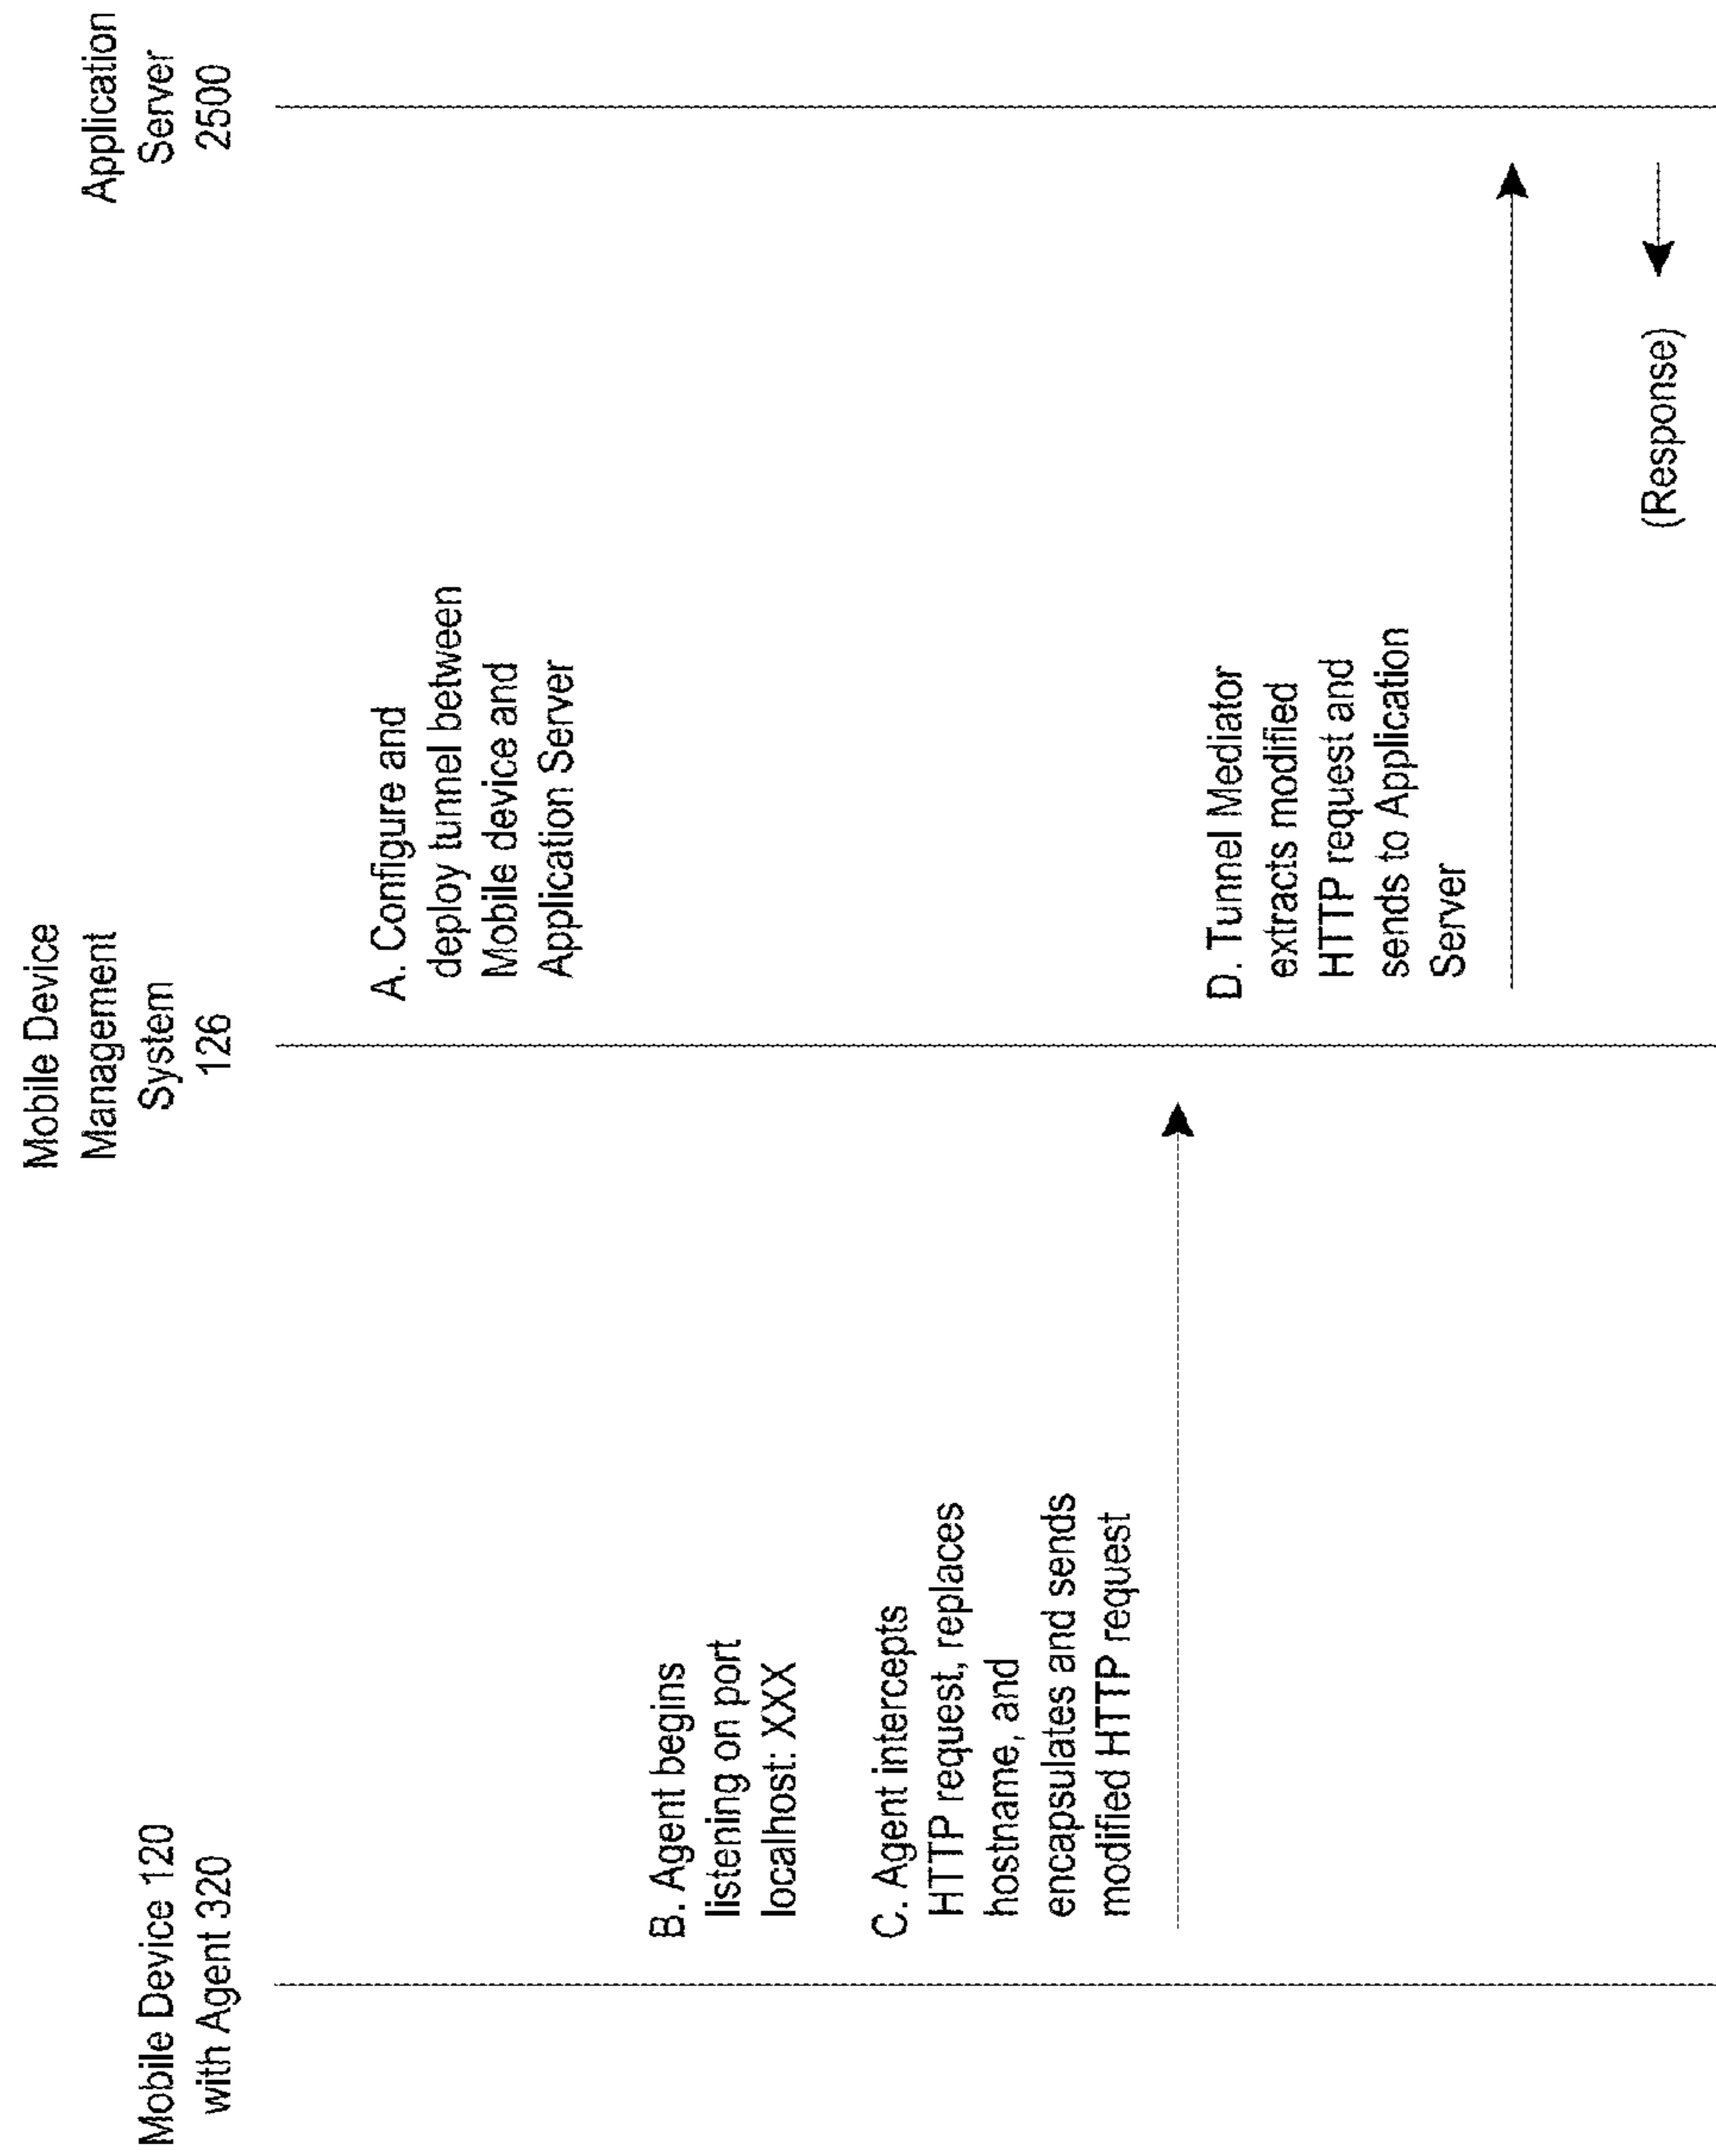 Mobile Device 120
with Agent 320
Mobile Device
Management
System
126
Application
Server
2500
A. Configure and
deploy tunnel between
Mobile device and
Application Server
B. Agent begins
listening on port
localhost: XXX
C. Agent intercepts
HTTP request, replaces
hostname, and
encapsulates and sends
modified HTTP request
D. Tunnel Mediator
extracts modified
HTTP request and
sends to Application
Server
(Response)